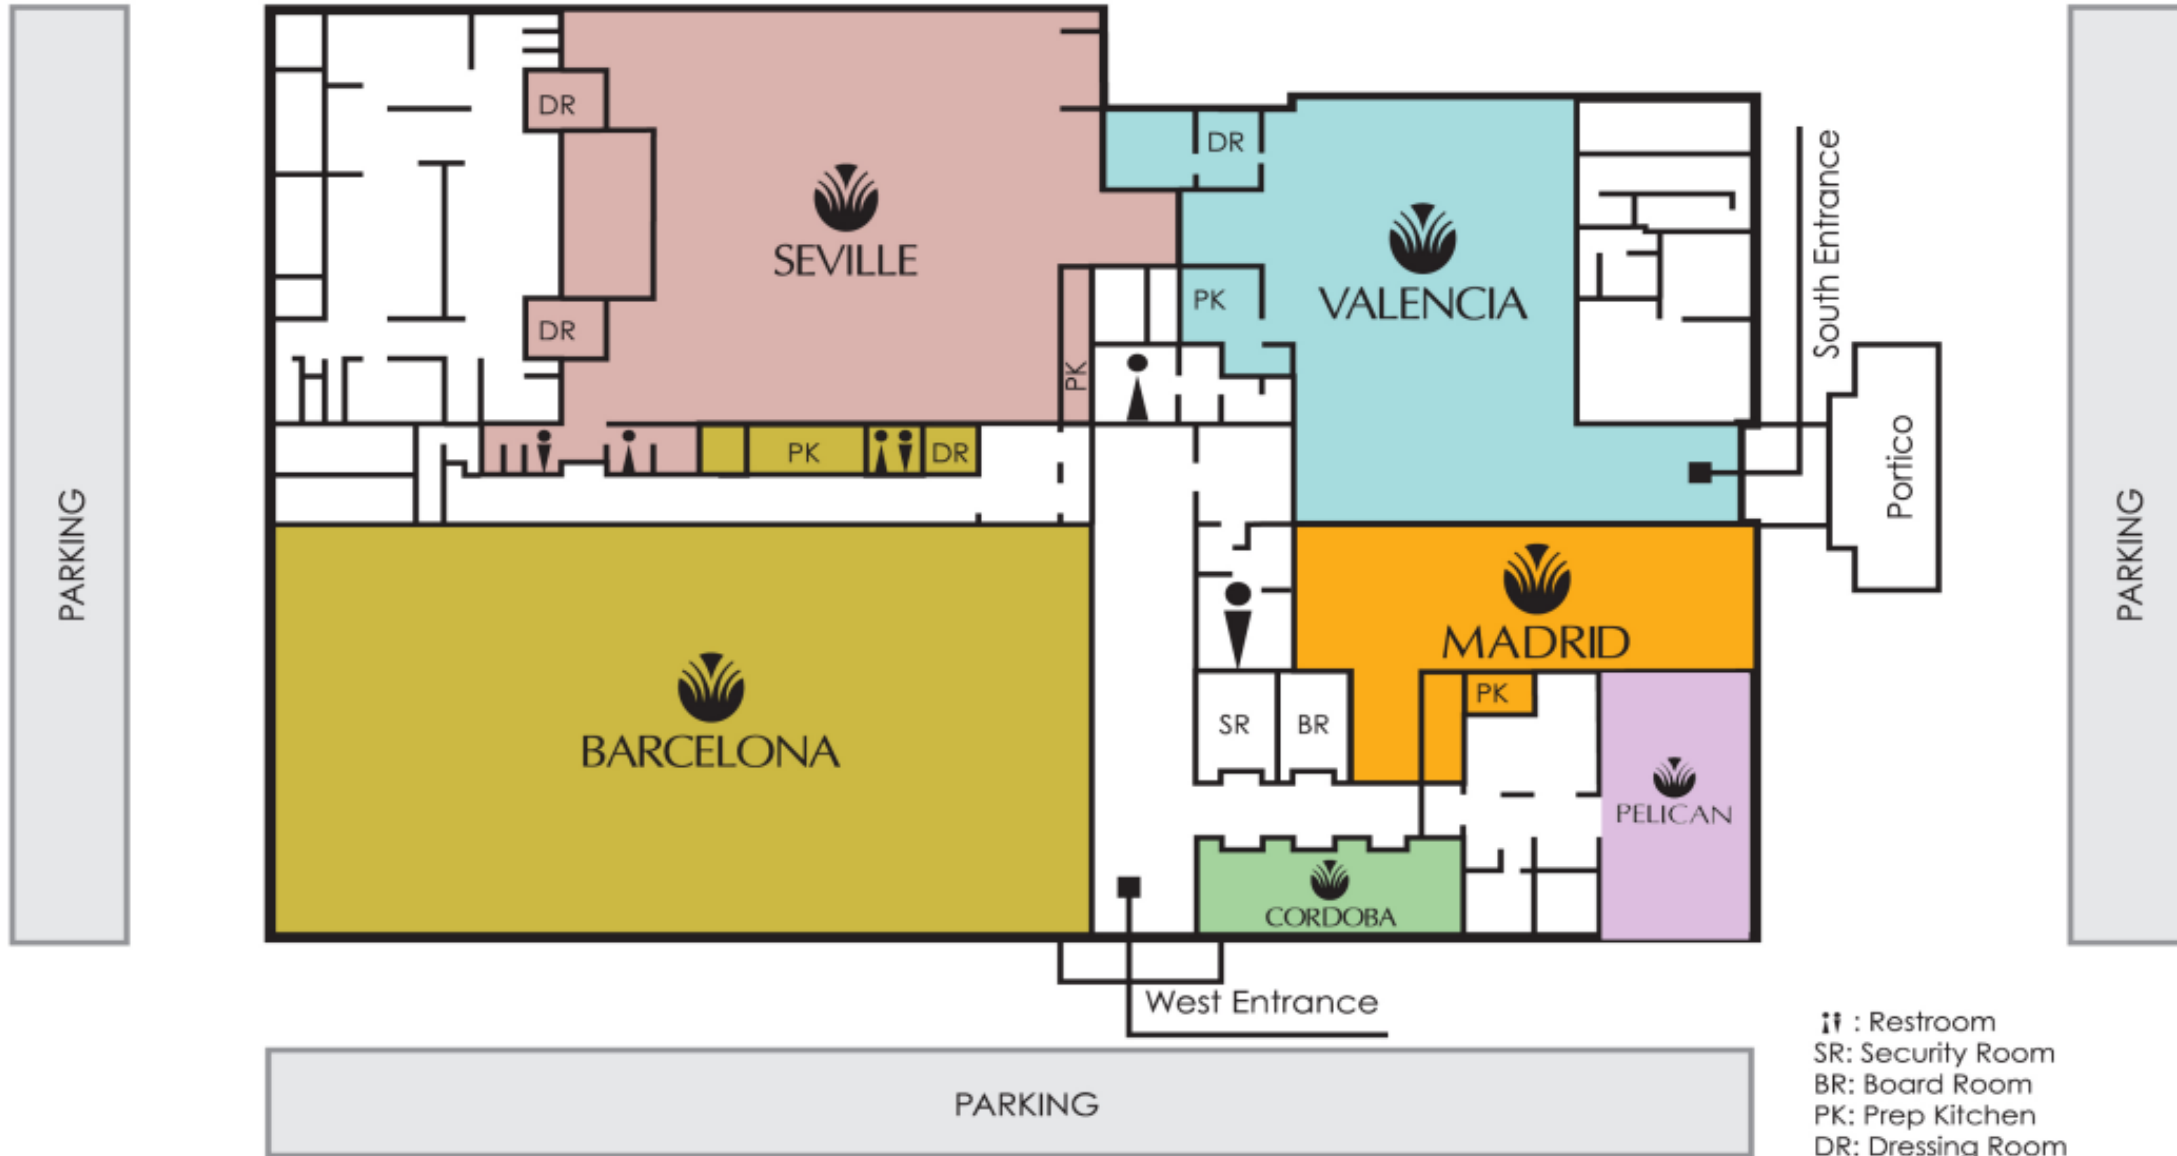 DR
DR
SEVILLE
VALENCIA
South Entrance
DR
PK
PK
PK
DR
Portico
PARKING
PARKING
MADRID
BARCELONA
SR
BR
PK
PELICAN
CORDOBA
West Entrance
: Restroom
SR: Security Room
BR: Board Room
PK: Prep Kitchen
DR: Dressing Room
PARKING